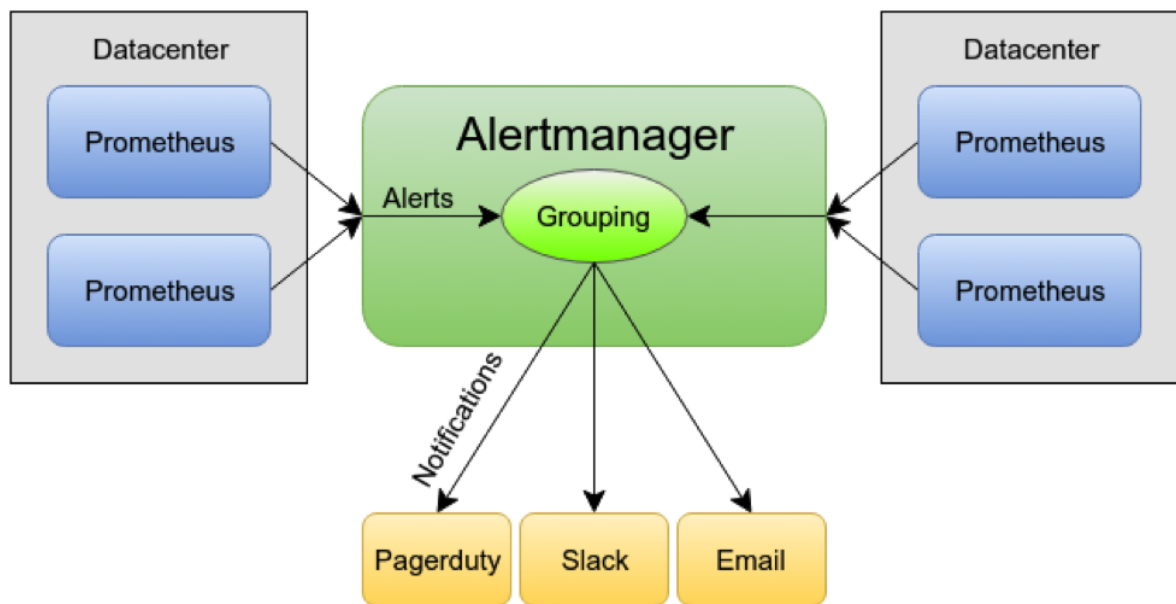 Datacenter
Prometheus
Prometheus
Alertmanager
Alerts
Grouping
Datacenter
Prometheus
Prometheus
Notifications
Pagerduty
Slack
Email